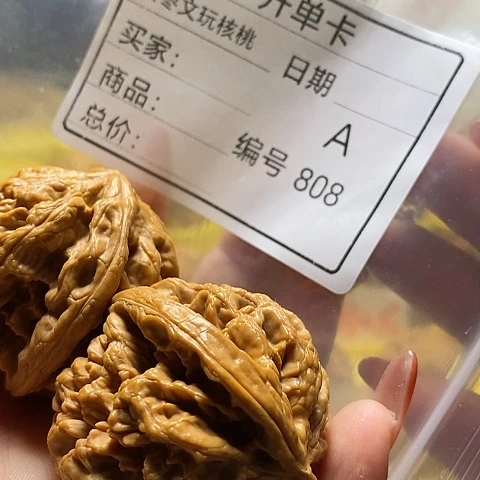 开单卡
文玩核桃
买家： 日期
商品：
A
总价： 编号 808